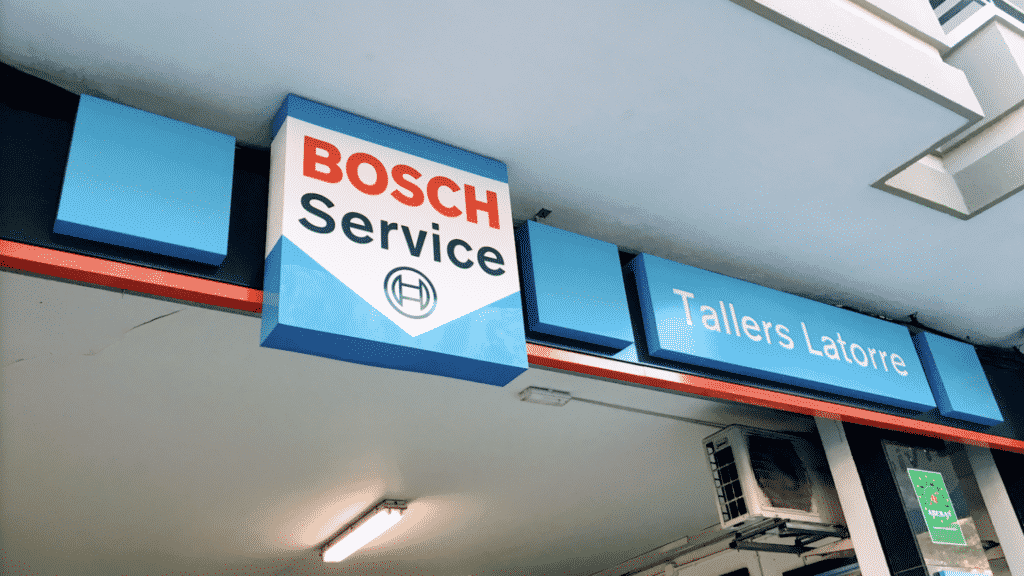 BOSCH
Service
Tallers Latorre